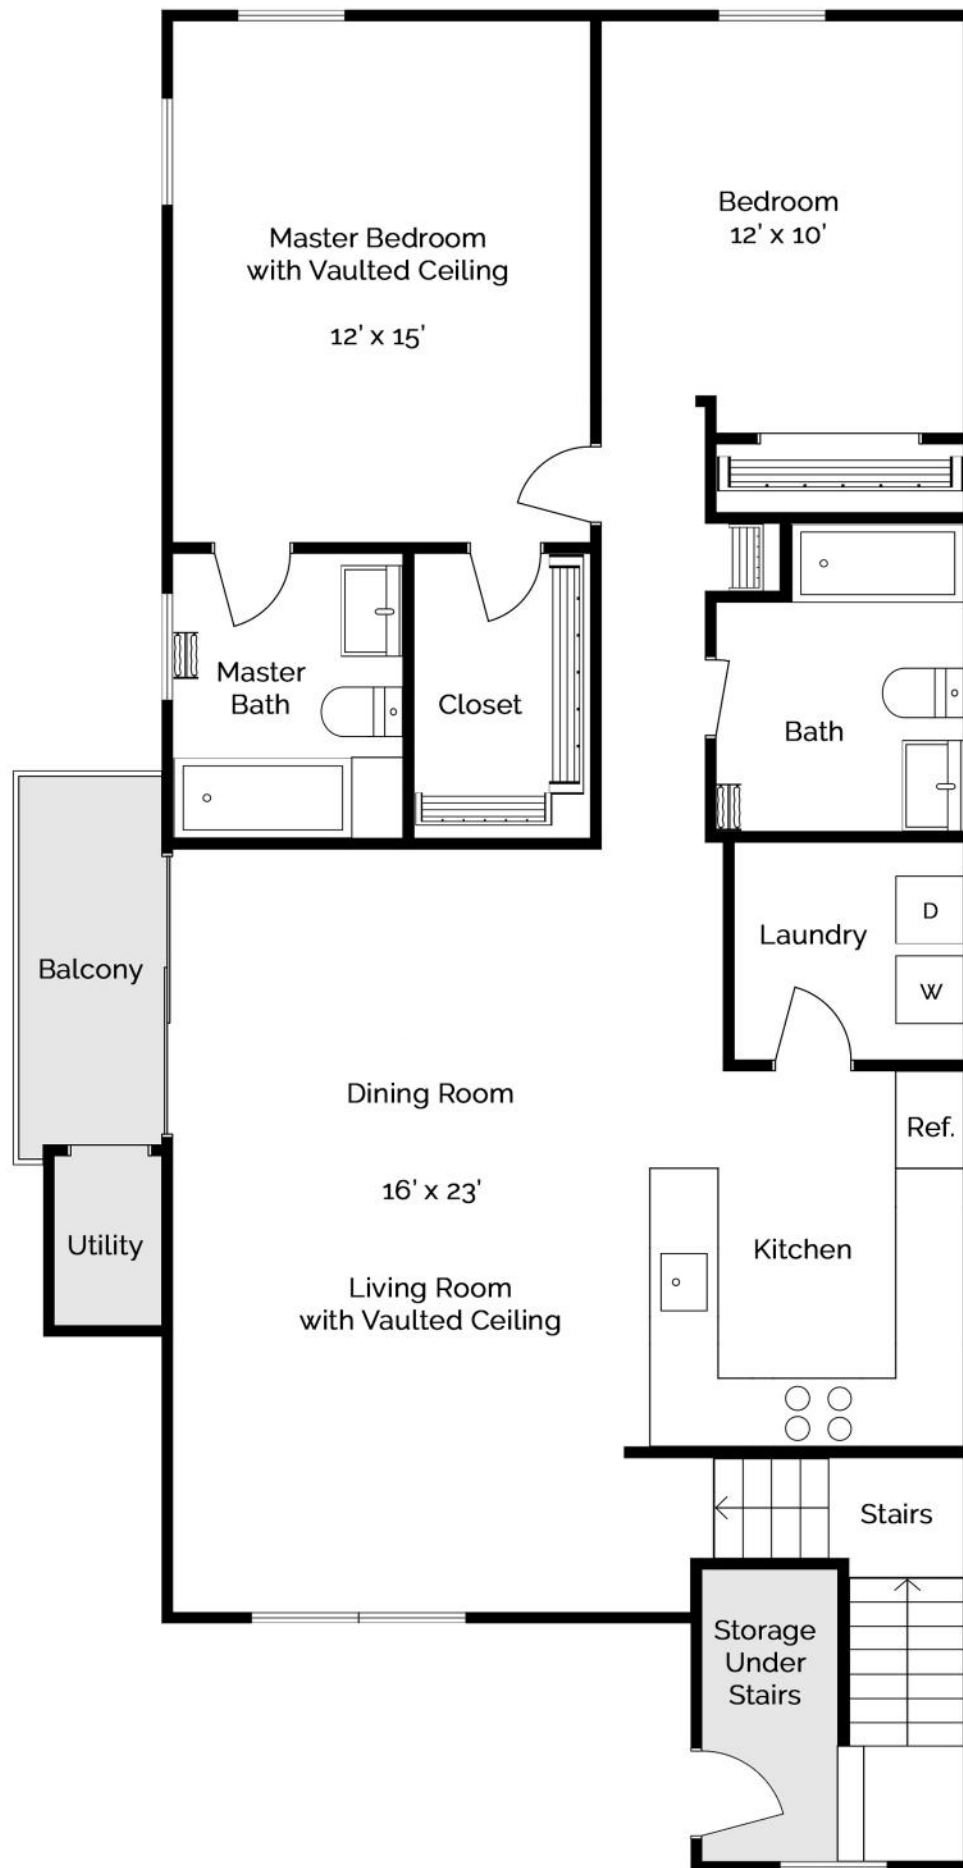 Master Bedroom
with Vaulted Ceiling
12' x 15'
Bedroom
12' x 10'
Master
Bath
Closet
Bath
Balcony
Laundry
D
W
Dining Room
16' x 23'
Living Room
with Vaulted Ceiling
Ref.
Kitchen
Utility
Stairs
Storage
Under
Stairs